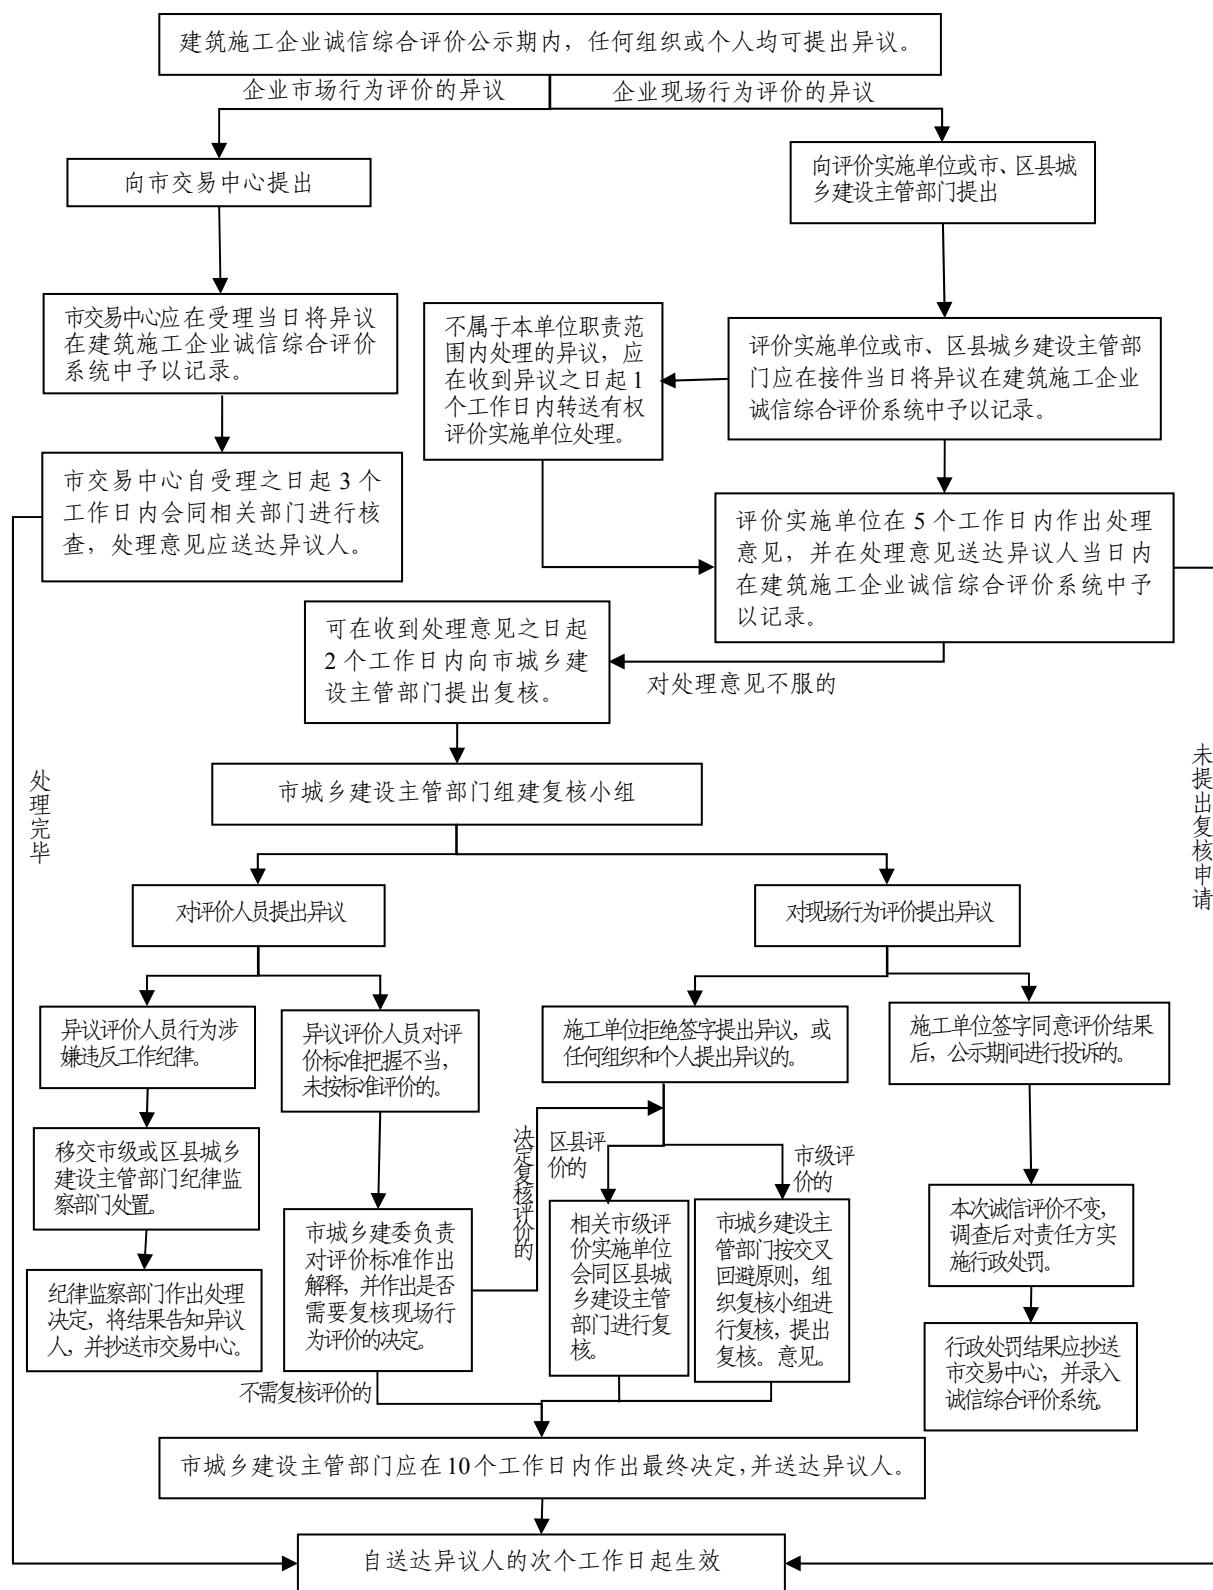 建筑施工企业诚信综合评价公示期内，任何组织或个人均可提出异议。
企业市场行为评价的异议
企业现场行为评价的异议
向市交易中心提出
向评价实施单位或市、区县城
乡建设主管部门提出
市交易中心应在受理当日将异议
在建筑施工企业诚信综合评价
系统中予以记录。
不属于本单位职责范
围内处理的异议，应
在收到异议之日起 1
个工作日内转送有权
评价实施单位处理。
评价实施单位或市、区县城乡建设主管部
门应在接件当日将异议在建筑施工企业
诚信综合评价系统中予以记录。
市交易中心自受理之日起 3 个
工作日内会同相关部门进行核
查，处理意见应送达异议人。
评价实施单位在 5 个工作日内作出处理
意见，并在处理意见送达异议人当日内
在建筑施工企业诚信综合评价系统中予
以记录。
可在收到处理意见之日起
2 个工作日内向市城乡建
设主管部门提出复核。
对处理意见不服的
处理完毕
未提出复核申请
市城乡建设主管部门组建复核小组
对评价人员提出异议
对现场行为评价提出异议
异议评价人员行为涉
嫌违反工作纪律。
异议评价人员对评
价标准把握不当，
未按标准评价的。
施工单位拒绝签字提出异议，或
任何组织和个人提出异议的。
施工单位签字同意评价结果
后，公示期间进行投诉的。
移交市级或区县城乡
建设主管部门纪律监
察部门处置。
决定复核评价的
区县评
价的
市级评
价的
市城乡建委负责
对评价标准作出
解释，并作出是否
需要复核现场行
为评价的决定。
相关市级评
价实施单位
会同区县城
乡建设主管
部门进行复
核。
市城乡建设主
管部门按交叉
回避原则，组
织复核小组进
行复核，提出
复核。意见。
本次诚信评价不变，
调查后对责任方实
施行政处罚。
纪律监察部门作出处理
决定，将结果告知异议
人，并抄送市交易中心。
行政处罚结果应抄送
市交易中心，并录入
诚信综合评价系统。
不需复核评价的
市城乡建设主管部门应在 10 个工作日内作出最终决定，并送达异议人。
自送达异议人的次个工作日起生效